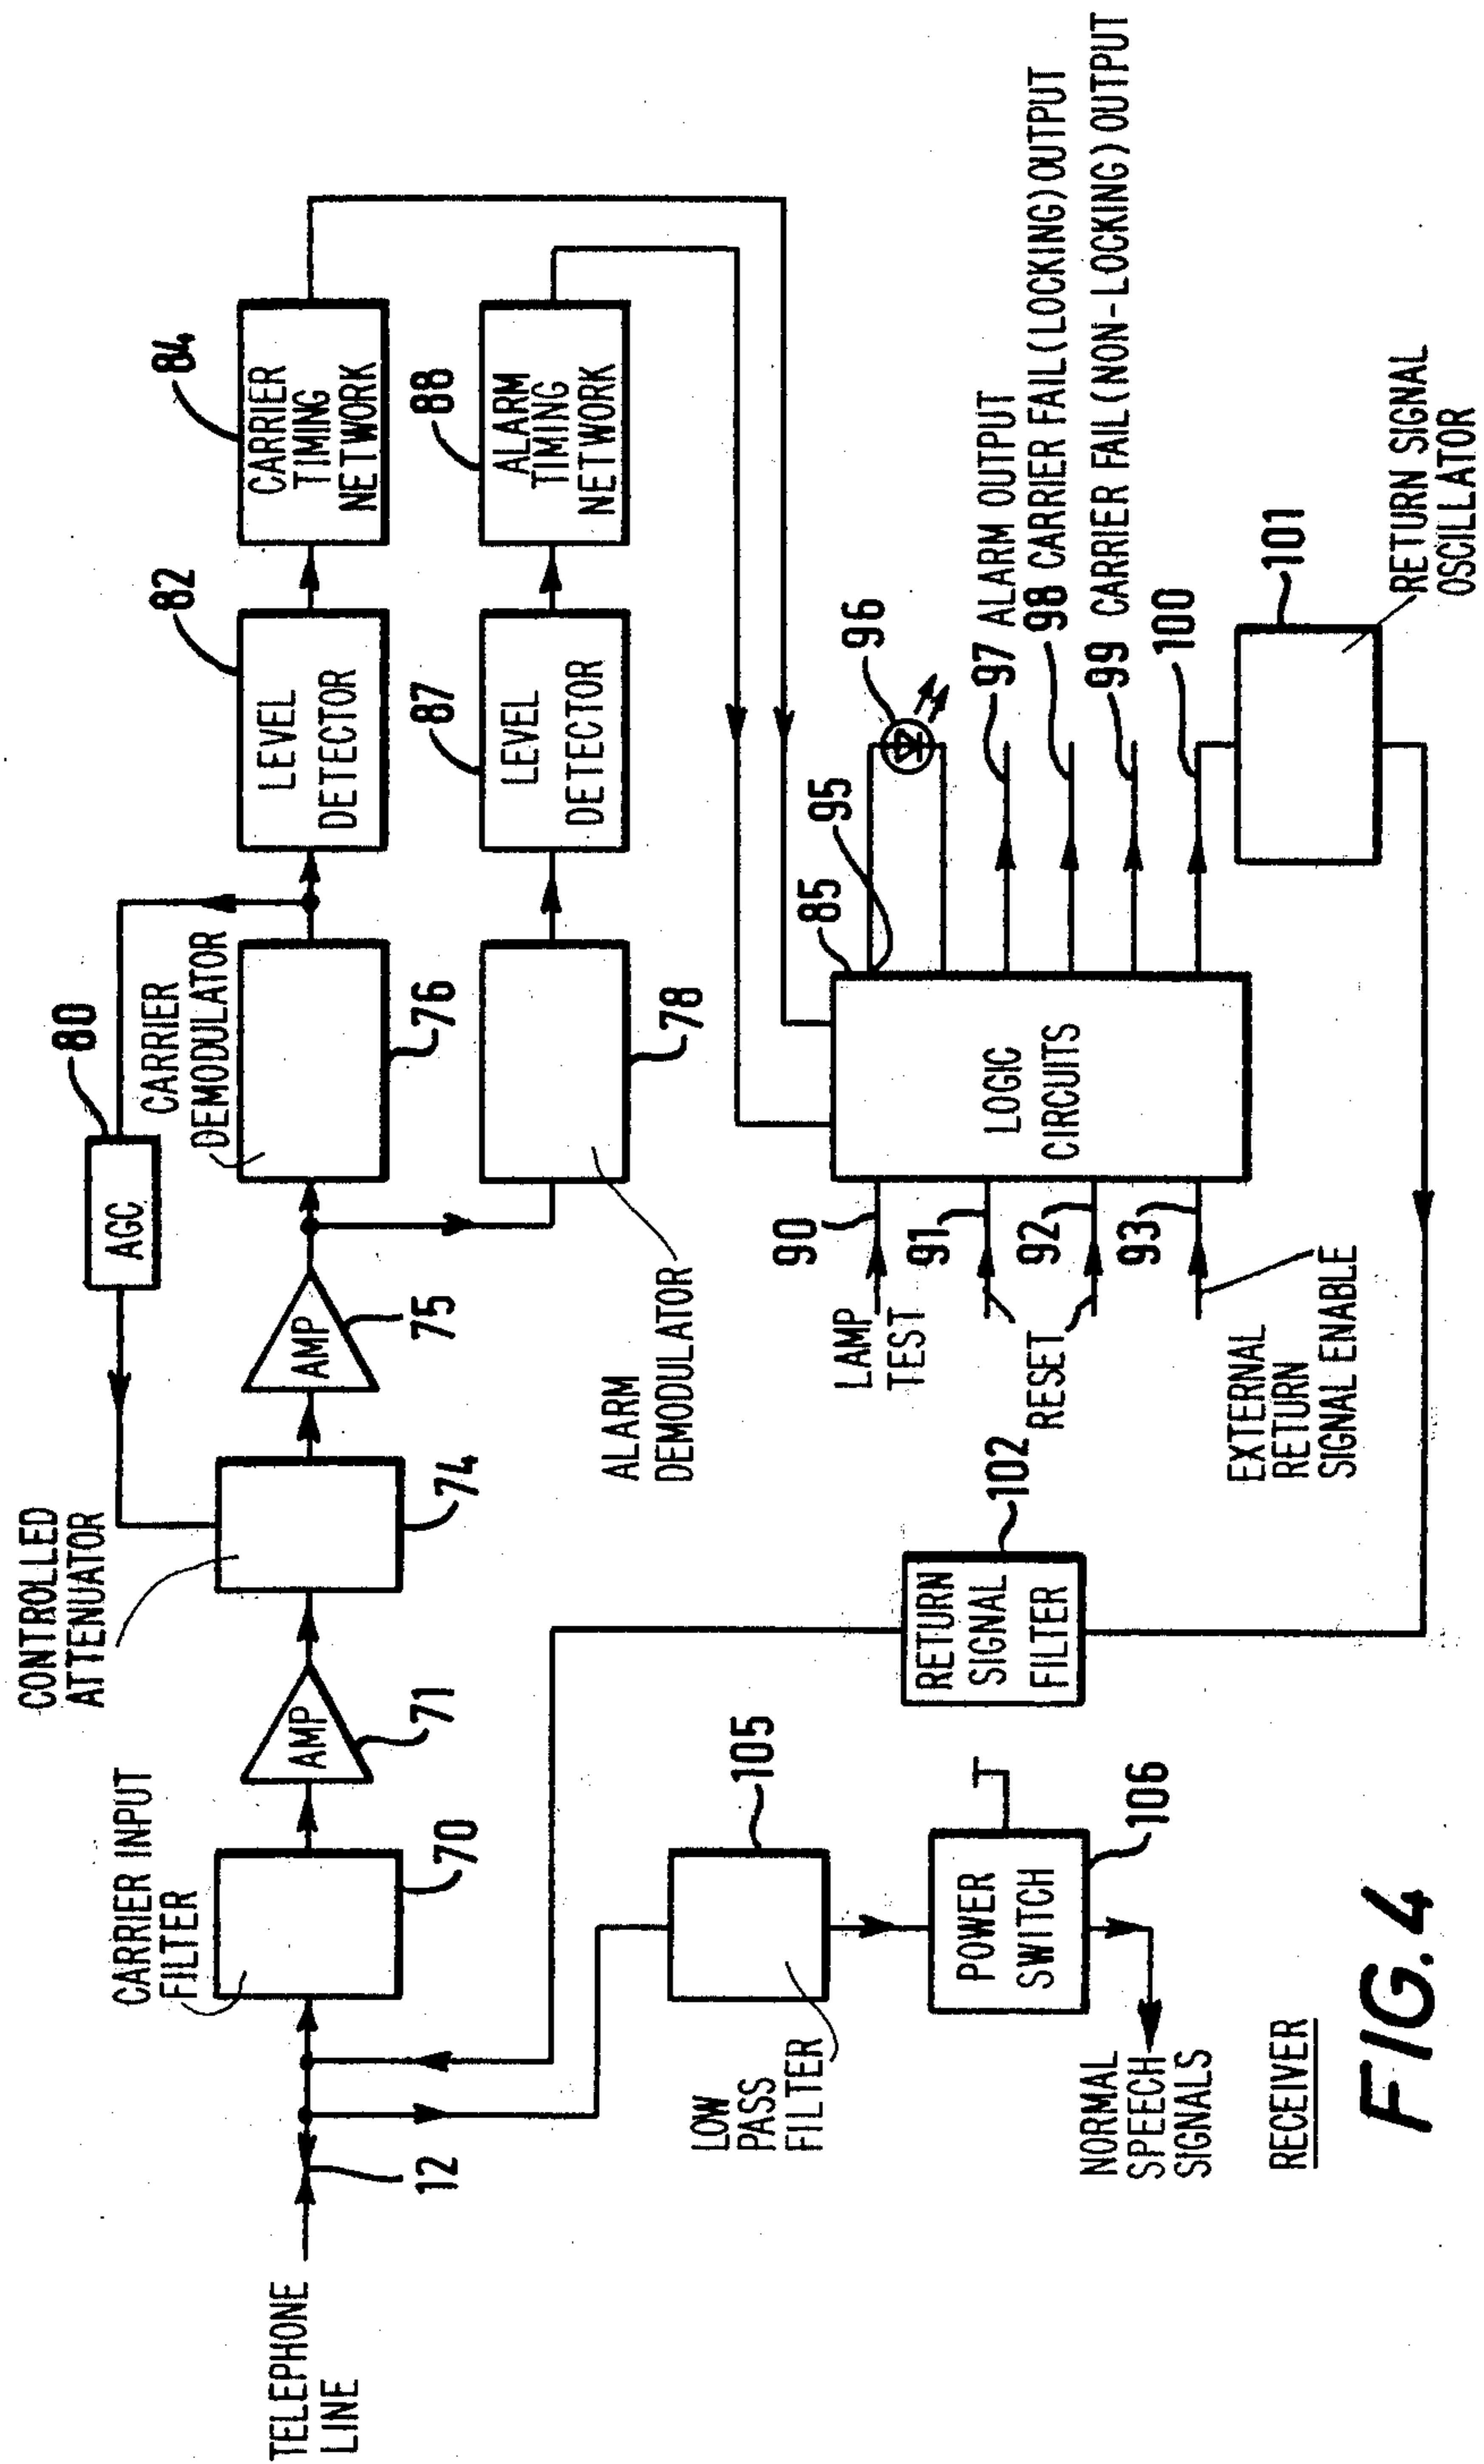 TELEPHONE
LINE
12
CARRIER INPUT
FILTER
70
AMP
71
CONTROLLED
ATTENUATOR
74
AMP
75
AGC
80
CARRIER
DEMODULATOR
76
LEVEL
DETECTOR
82
CARRIER
TIMING
NETWORK
84
ALARM
DEMODULATOR
78
LEVEL
DETECTOR
87
ALARM
TIMING
NETWORK
88
LOW
PASS
FILTER
105
POWER
SWITCH
106
NORMAL
SPEECH
SIGNALS
RETURN
SIGNAL
FILTER
102
LAMP
TEST
90
91
RESET
92
93
EXTERNAL
RETURN
SIGNAL ENABLE
LOGIC
CIRCUITS
85
95
96
97 ALARM OUTPUT
98 CARRIER FAIL(LOCKING)OUTPUT
99 CARRIER FAIL(NON-LOCKING)OUTPUT
100
101
RETURN SIGNAL
OSCILLATOR
RECEIVER
FIG.4